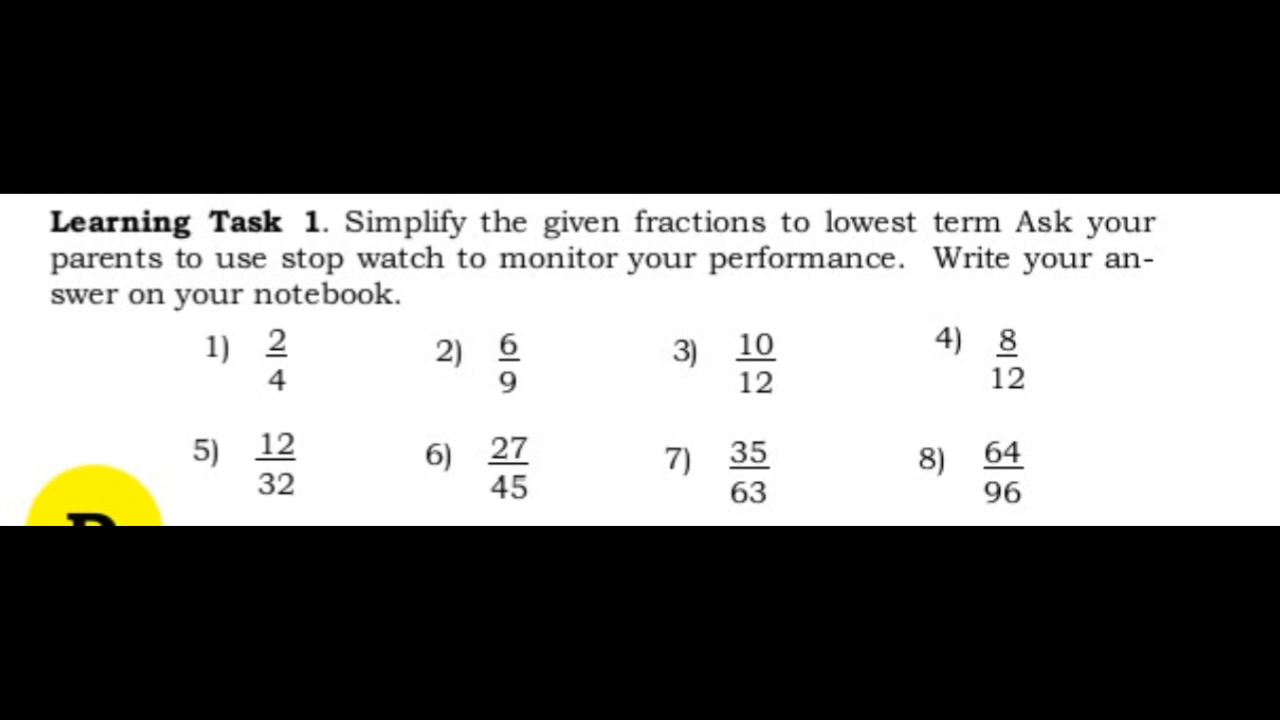 Learning Task 1. Simplify the given fractions to lowest term Ask your
parents to use stop watch to monitor your performance. Write your an-
swer on your notebook.
1) 2/4 2) 6/9 3) 10/12 4) 8/12
5) 12/32 6) 27/45 7) 35/63 8) 64/96